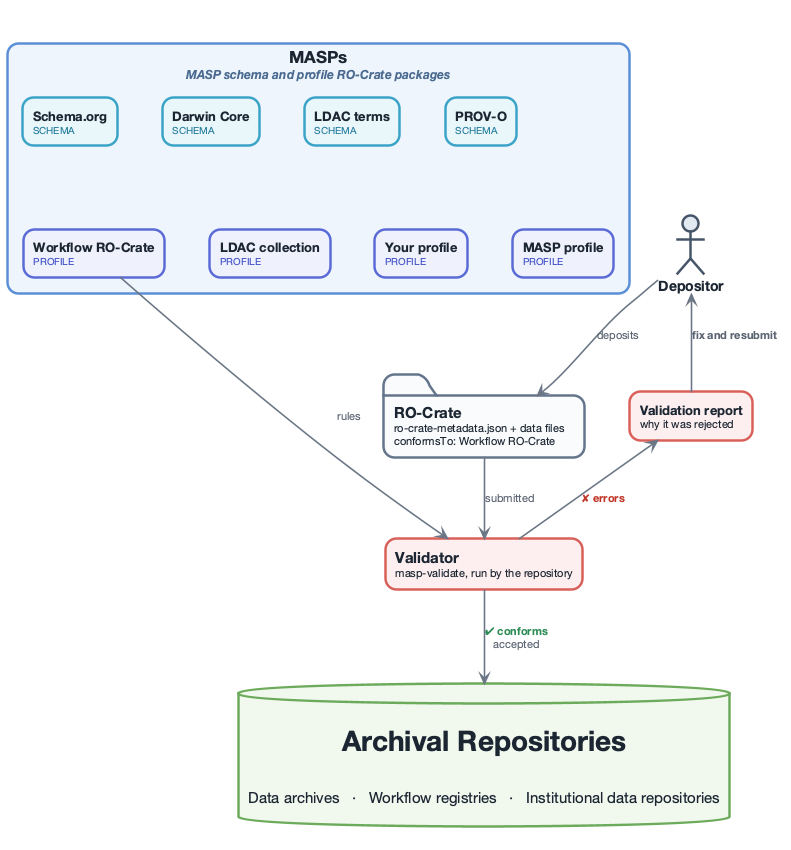 MASPs
MASP schema and profile RO-Crate packages
Schema.org
SCHEMA
Darwin Core
SCHEMA
LDAC terms
SCHEMA
PROV-O
SCHEMA
Workflow RO-Crate
PROFILE
LDAC collection
PROFILE
Your profile
PROFILE
MASP profile
PROFILE
Depositor
deposits
fix and resubmit
rules
RO-Crate
ro-crate-metadata.json + data files
conformsTo: Workflow RO-Crate
Validation report
why it was rejected
submitted
✘ errors
Validator
masp-validate, run by the repository
✔ conforms
accepted
Archival Repositories
Data archives · Workflow registries · Institutional data repositories